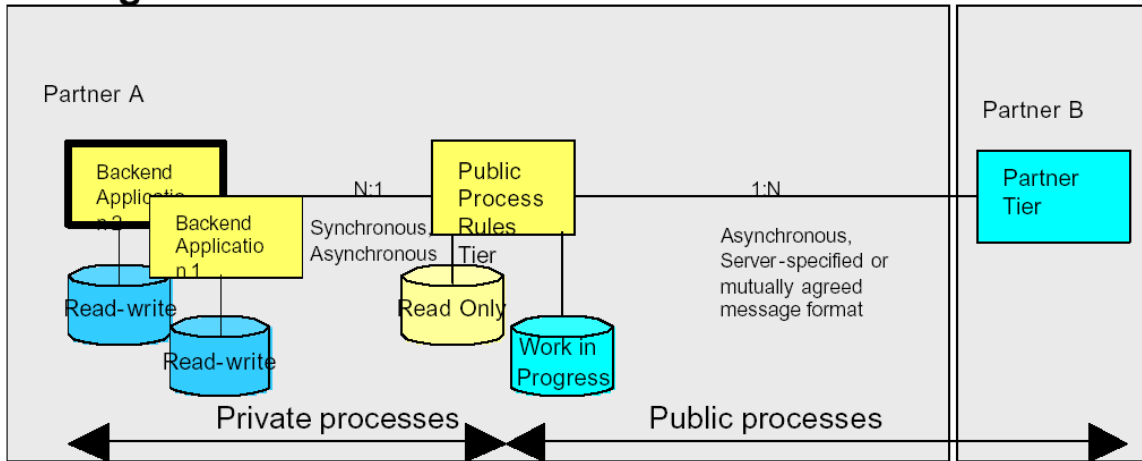 Partner A
Partner B
Backend
Applicatio
n 2
Backend
Applicatio
n 1
N:1
Synchronous,
Asynchronous
Public
Process
Rules
Tier
1:N
Asynchronous,
Server-specified or
mutually agreed
message format
Partner
Tier
Read-write
Read-write
Read Only
Work in
Progress
Private processes
Public processes